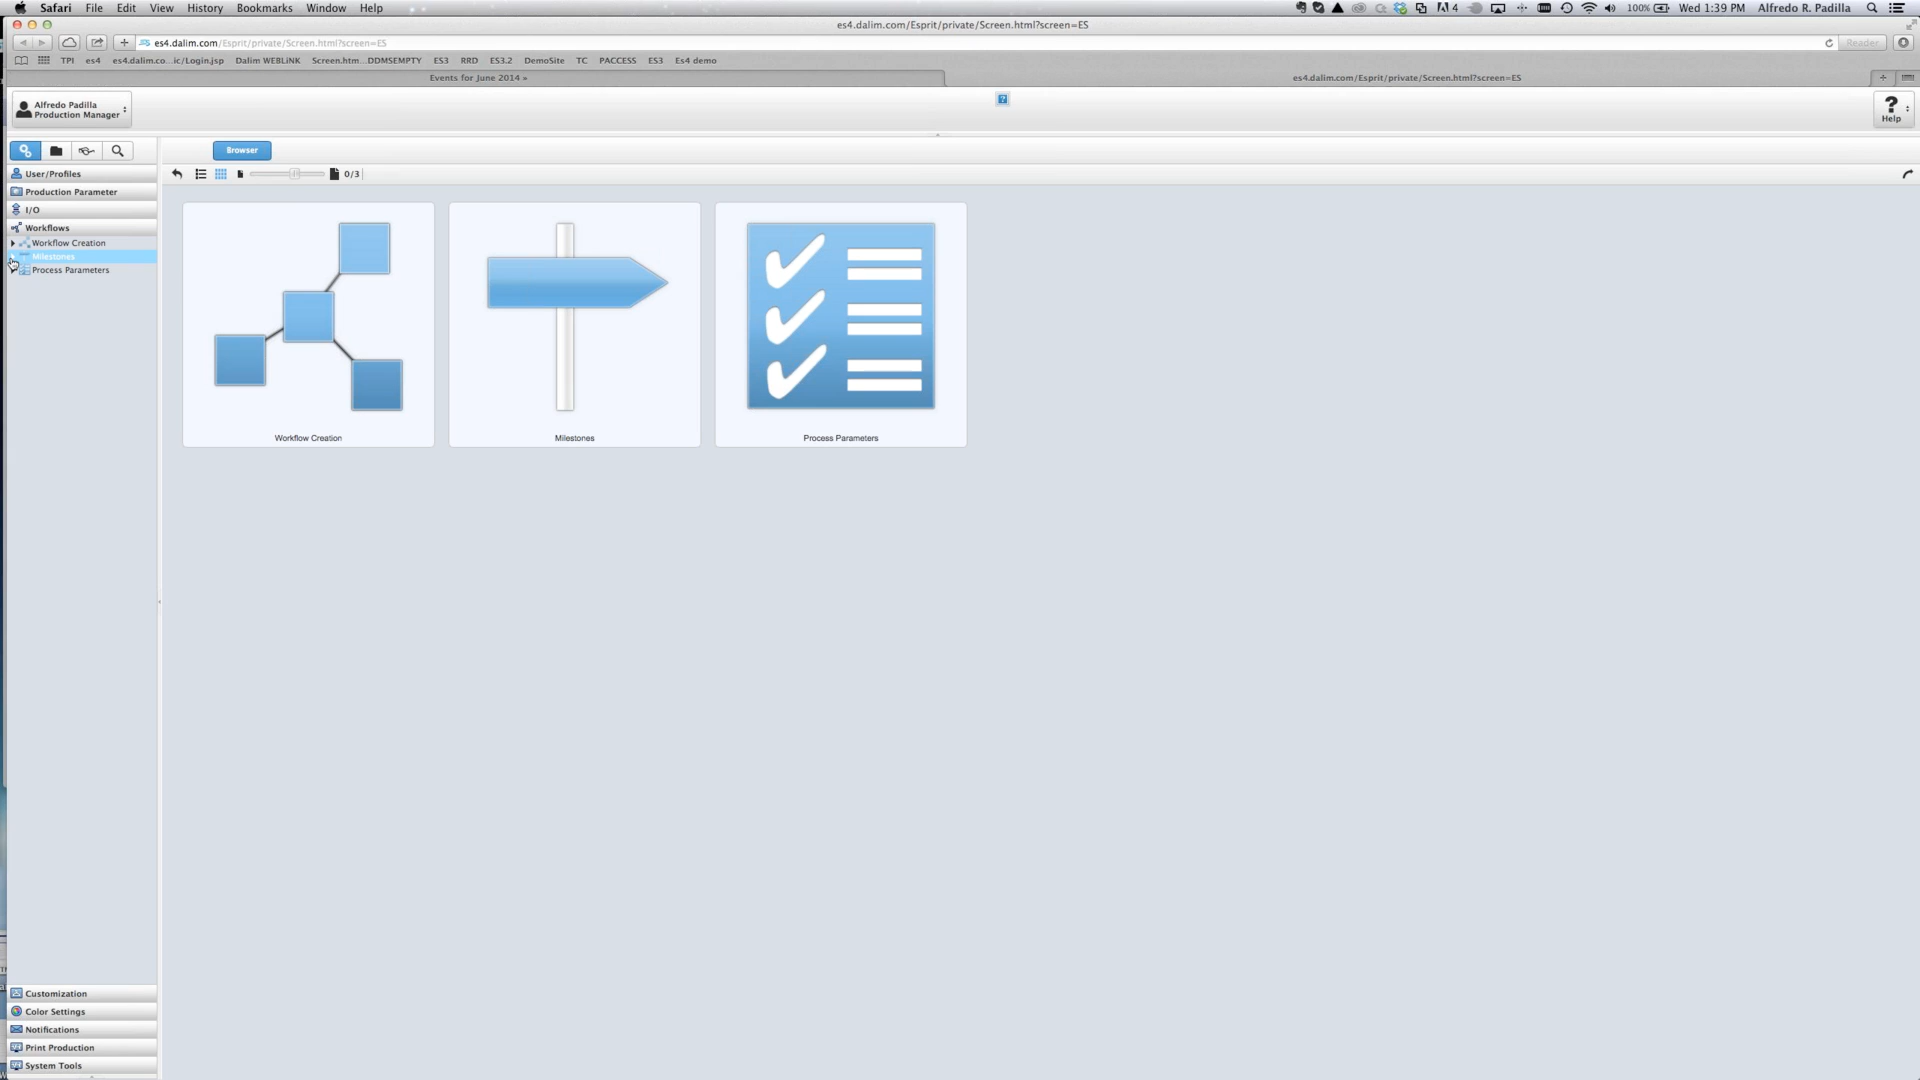 Safari File Edit View History Bookmarks Window Help 4 100% Wed 1:39 PM Alfredo R. Padilla
es4.dalim.com/Esprit/private/Screen.html?screen=ES
es4.dalim.com/Esprit/private/Screen.html?screen=ES Reader
TPI es4 es4.dalim.co...ic/Login.jsp Dalim WEBLiNK Screen.htm...DDMSEMPTY ES3 RRD ES3.2 DemoSite TC PACCESS ES3 Es4 demo
Events for June 2014 » es4.dalim.com/Esprit/private/Screen.html?screen=ES
Alfredo Padilla
Production Manager
? Help
Browser
User/Profiles
0/3
Production Parameter
I/O
Workflows
Workflow Creation
Milestones
Process Parameters
Workflow Creation Milestones Process Parameters
Customization
Color Settings
Notifications
Print Production
System Tools